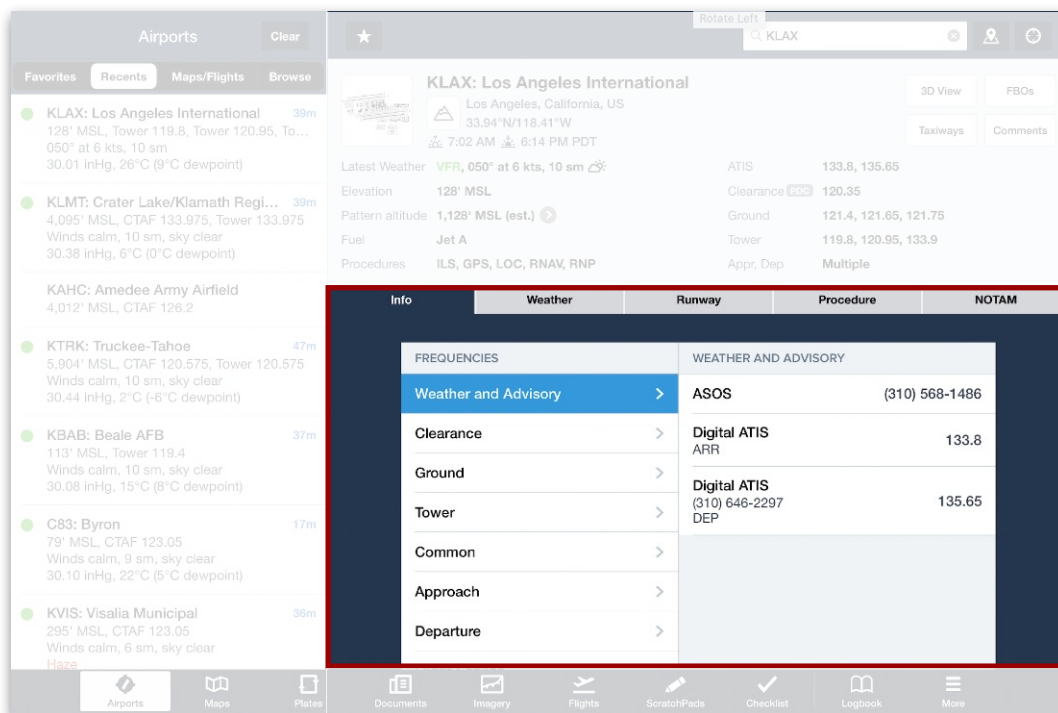 Airports
Clear
Rotate Left
KLAX
Favorites Recents Maps/Flights Browse
KLAX: Los Angeles International 39m
128' MSL, Tower 119.8, Tower 120.95, To...
050° at 6 kts, 10 sm
30.01 inHg, 26°C (9°C dewpoint)
KLMT: Crater Lake/Klamath Regi... 39m
4,095' MSL, CTAF 133.975, Tower 133.975
Winds calm, 10 sm, sky clear
30.38 inHg, 6°C (0°C dewpoint)
KAHC: Amedee Army Airfield
4,012' MSL, CTAF 126.2
KTRK: Truckee-Tahoe 47m
5,904' MSL, CTAF 120.575, Tower 120.575
Winds calm, 10 sm, sky clear
30.44 inHg, 2°C (-6°C dewpoint)
KBAB: Beale AFB 37m
113' MSL, Tower 119.4
Winds calm, 10 sm, sky clear
30.08 inHg, 15°C (8°C dewpoint)
C83: Byron 17m
79' MSL, CTAF 123.05
Winds calm, 9 sm, sky clear
30.10 inHg, 22°C (5°C dewpoint)
KVIS: Visalia Municipal 36m
295' MSL, CTAF 123.05
Winds calm, 6 sm, sky clear
Haze
KLAX: Los Angeles International
Los Angeles, California, US
33.94°N/118.41°W
7:02 AM 6:14 PM PDT
3D View FBOs
Taxiways Comments
Latest Weather VFR, 050° at 6 kts, 10 sm
Elevation 128' MSL
Pattern altitude 1,128' MSL (est.)
Fuel Jet A
Procedures ILS, GPS, LOC, RNAV, RNP
ATIS 133.8, 135.65
Clearance PDC 120.35
Ground 121.4, 121.65, 121.75
Tower 119.8, 120.95, 133.9
Appr, Dep Multiple
Info Weather Runway Procedure NOTAM
FREQUENCIES
Weather and Advisory
Clearance
Ground
Tower
Common
Approach
Departure
WEATHER AND ADVISORY
ASOS (310) 568-1486
Digital ATIS
ARR
133.8
Digital ATIS
(310) 646-2297
DEP
135.65
Airports Maps Plates Documents Imagery Flights ScratchPads Checklist Logbook More